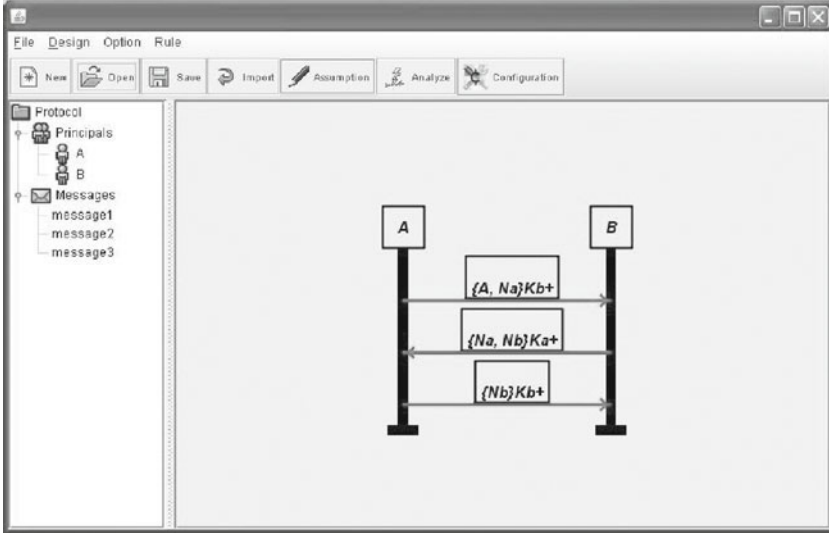 File Design Option Rule
New Open Save Import Assumption Analyze Configuration
Protocol
Principals
A
B
Messages
message1
message2
message3
A B
{A, Na}Kb+
{Na, Nb}Ka+
{Nb}Kb+